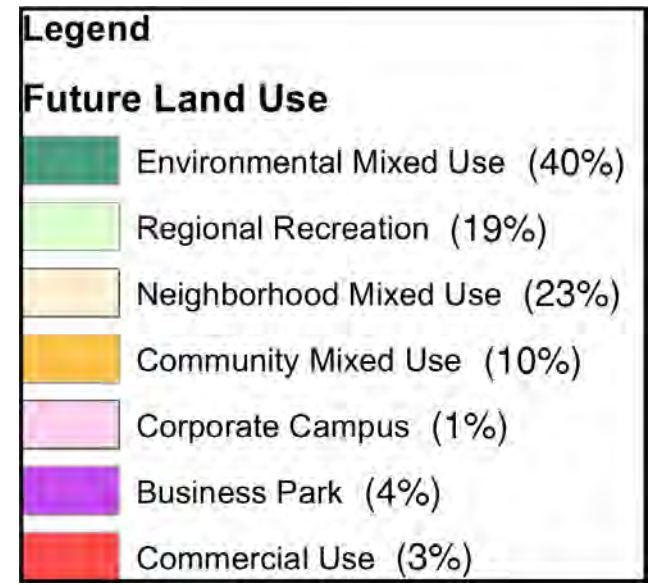 Legend
Future Land Use
Environmental Mixed Use (40%)
Regional Recreation (19%)
Neighborhood Mixed Use (23%)
Community Mixed Use (10%)
Corporate Campus (1%)
Business Park (4%)
Commercial Use (3%)